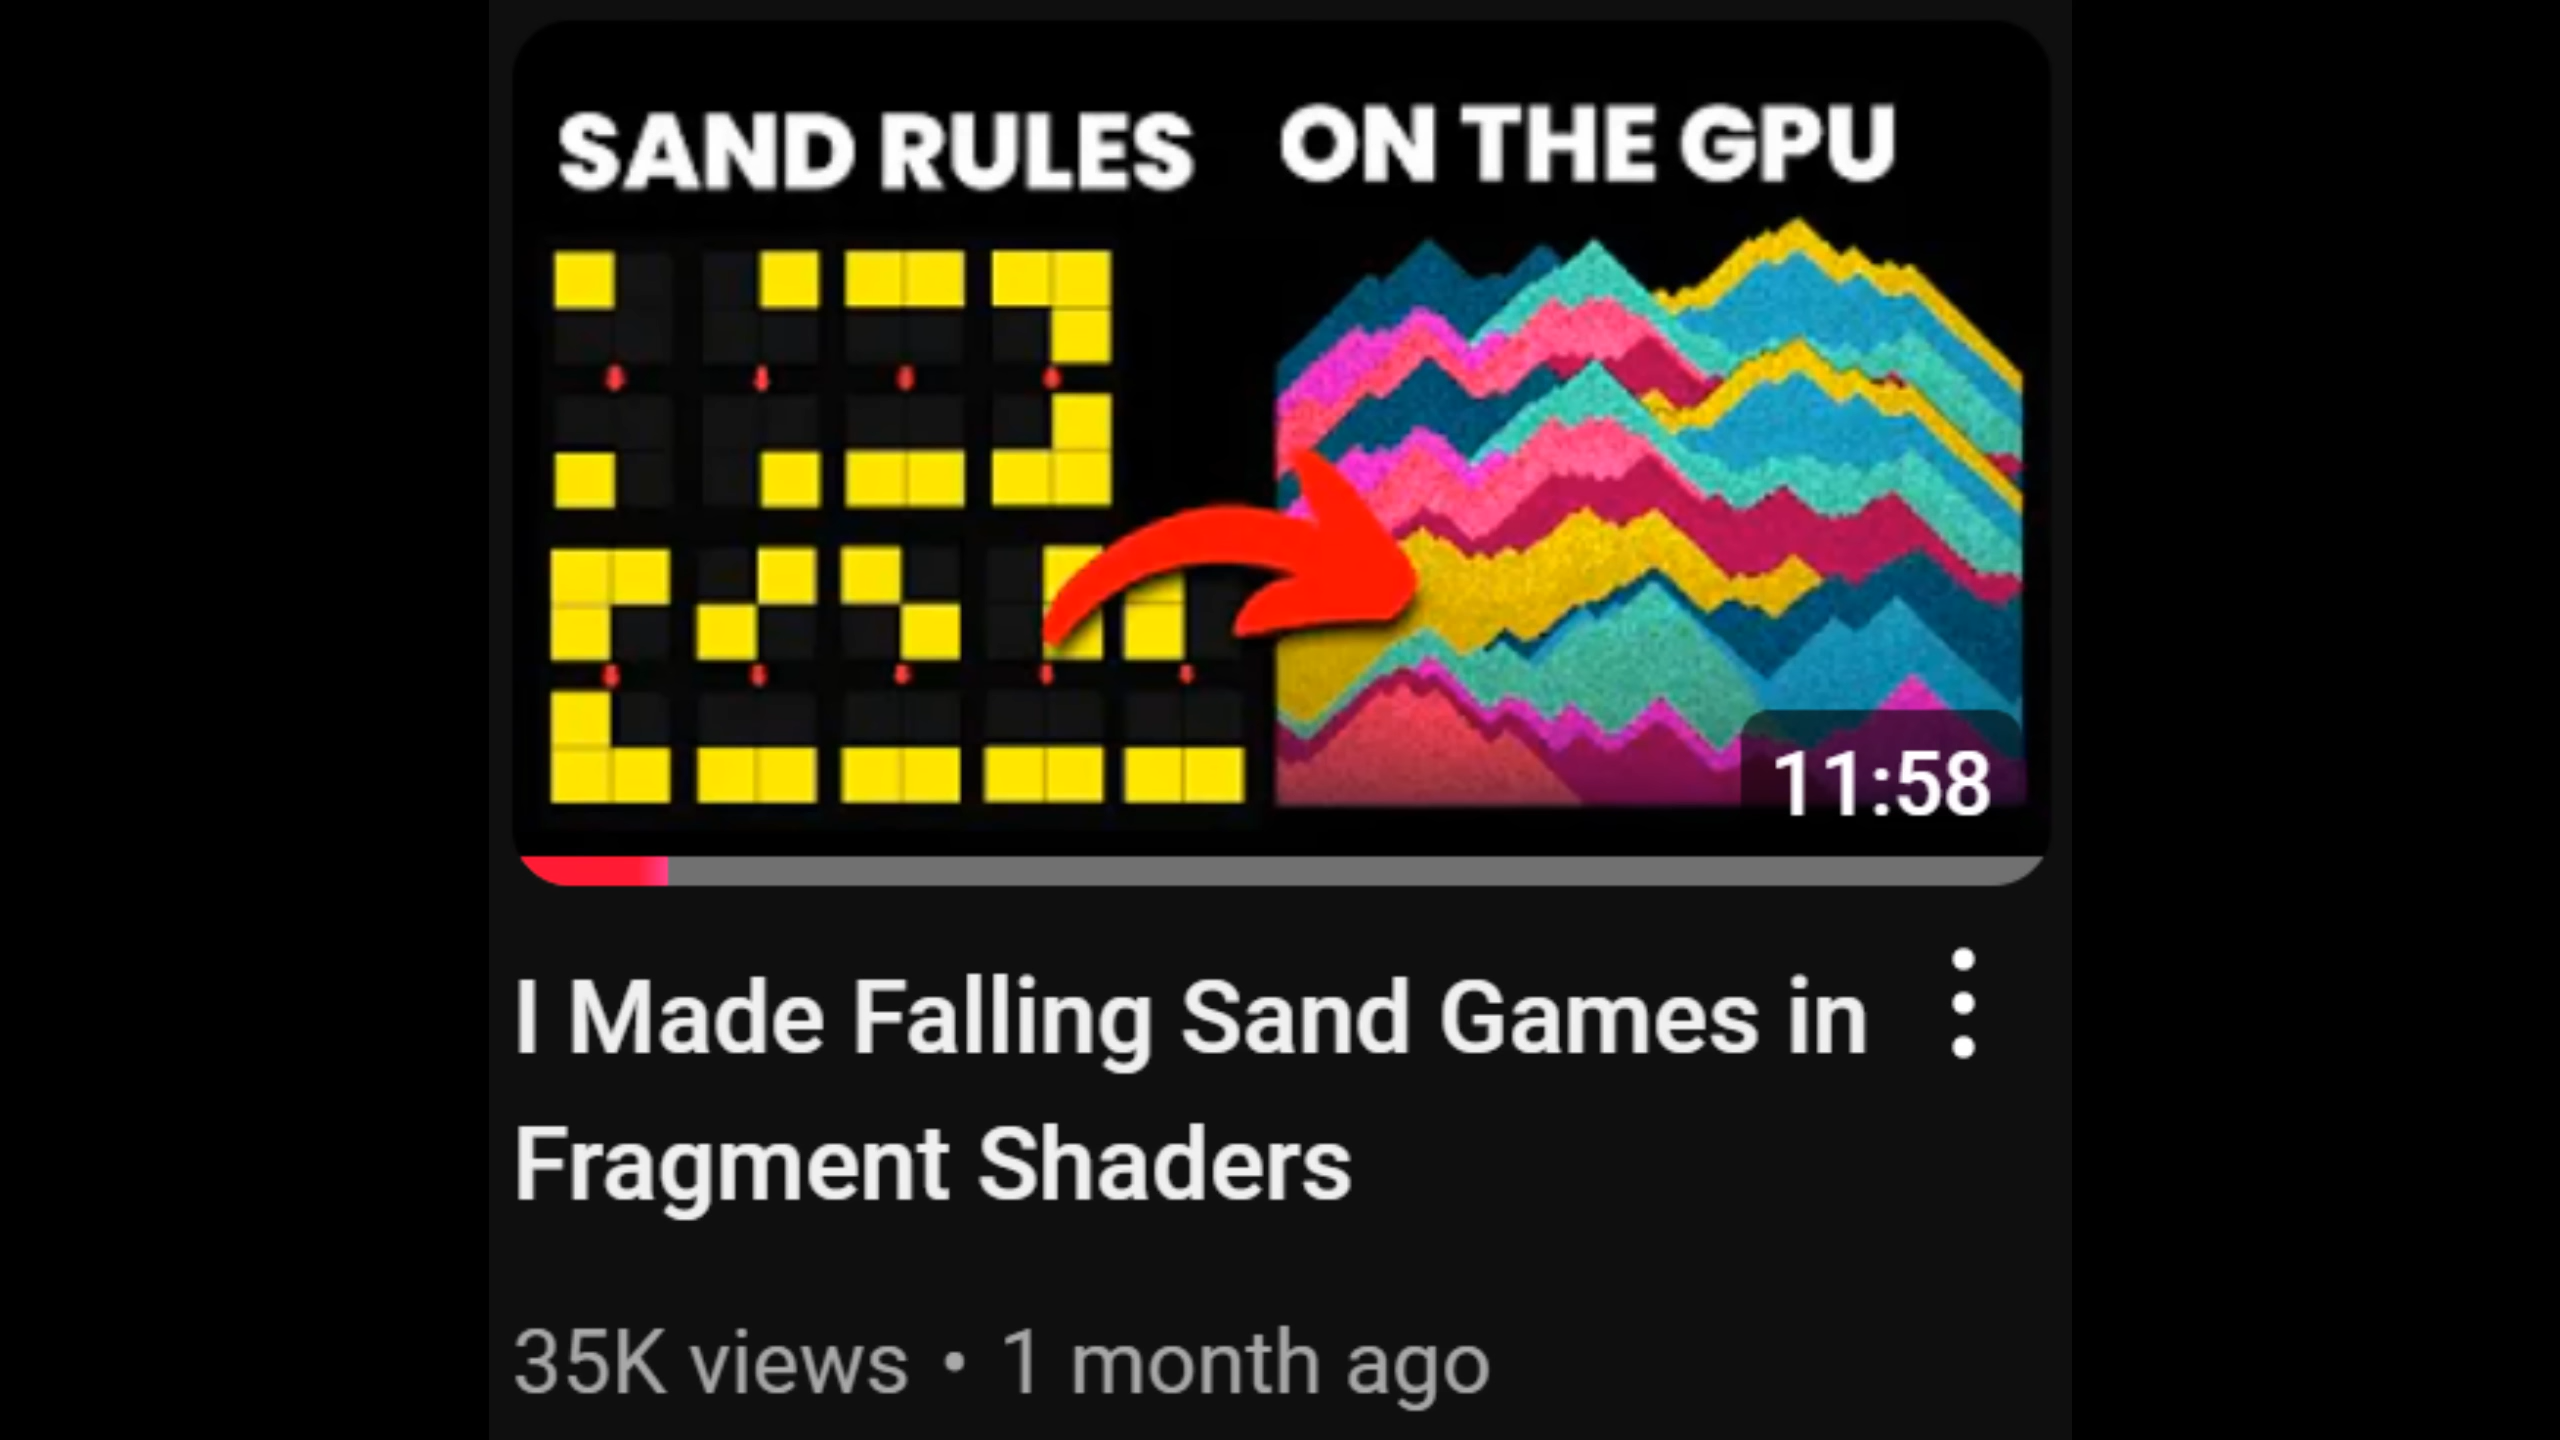 SAND RULES ON THE GPU
11:58
I Made Falling Sand Games in
Fragment Shaders
35K views • 1 month ago